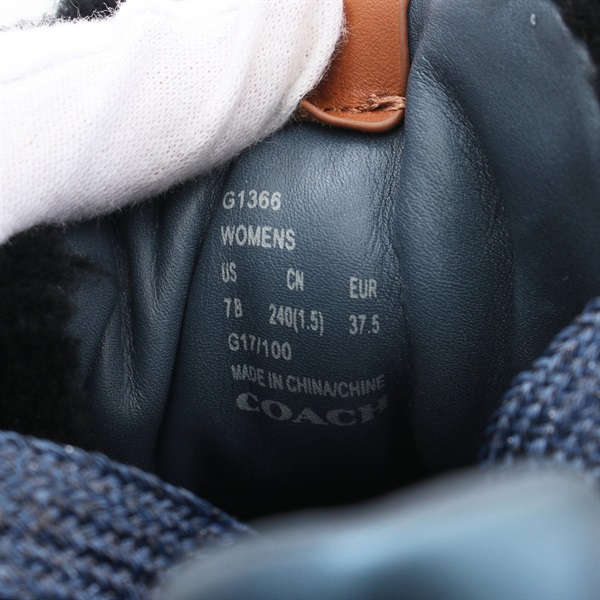 G1366
WOMENS
US CN EUR
7B 240(1.5) 37.5
G17/100
MADE IN CHINA/CHINE
COACH